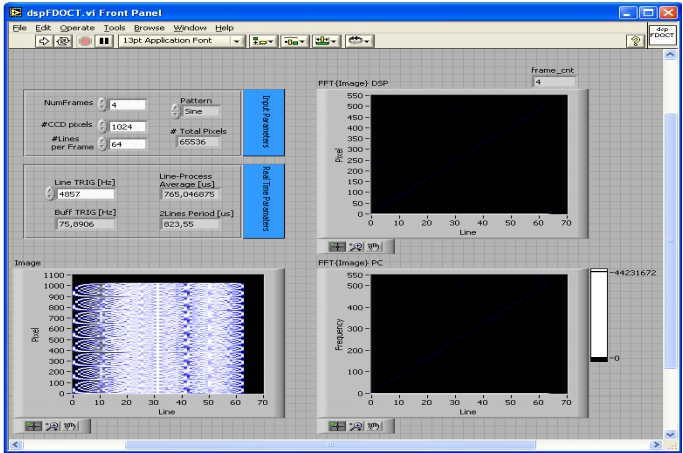 dspFDOCT.vi Front Panel
File Edit Operate Tools Browse Window Help
13pt Application Font
dsp
FDOCT
frame_cnt
4
NumFrames 4
Pattern
Sine
#CCD pixels 1024
# Total Pixels
65536
#Lines
per Frame 64
Input Parameters
Line TRIG [Hz]
4857
Line-Process
Average [us]
765,046875
Buff TRIG [Hz]
75,8906
2Lines Period [us]
823,55
Real Time Parameters
FFT{Image} DSP
550
500
450
400
350
300
250
200
150
100
50
0
Pixel
0 10 20 30 40 50 60 70
Line
Image
1100
1000
900
800
700
600
500
400
300
200
100
0
Pixel
0 10 20 30 40 50 60 70
Line
FFT{Image} PC
550
500
400
300
200
100
0
Frequency
0 10 20 30 40 50 60 70
Line
44231672
0